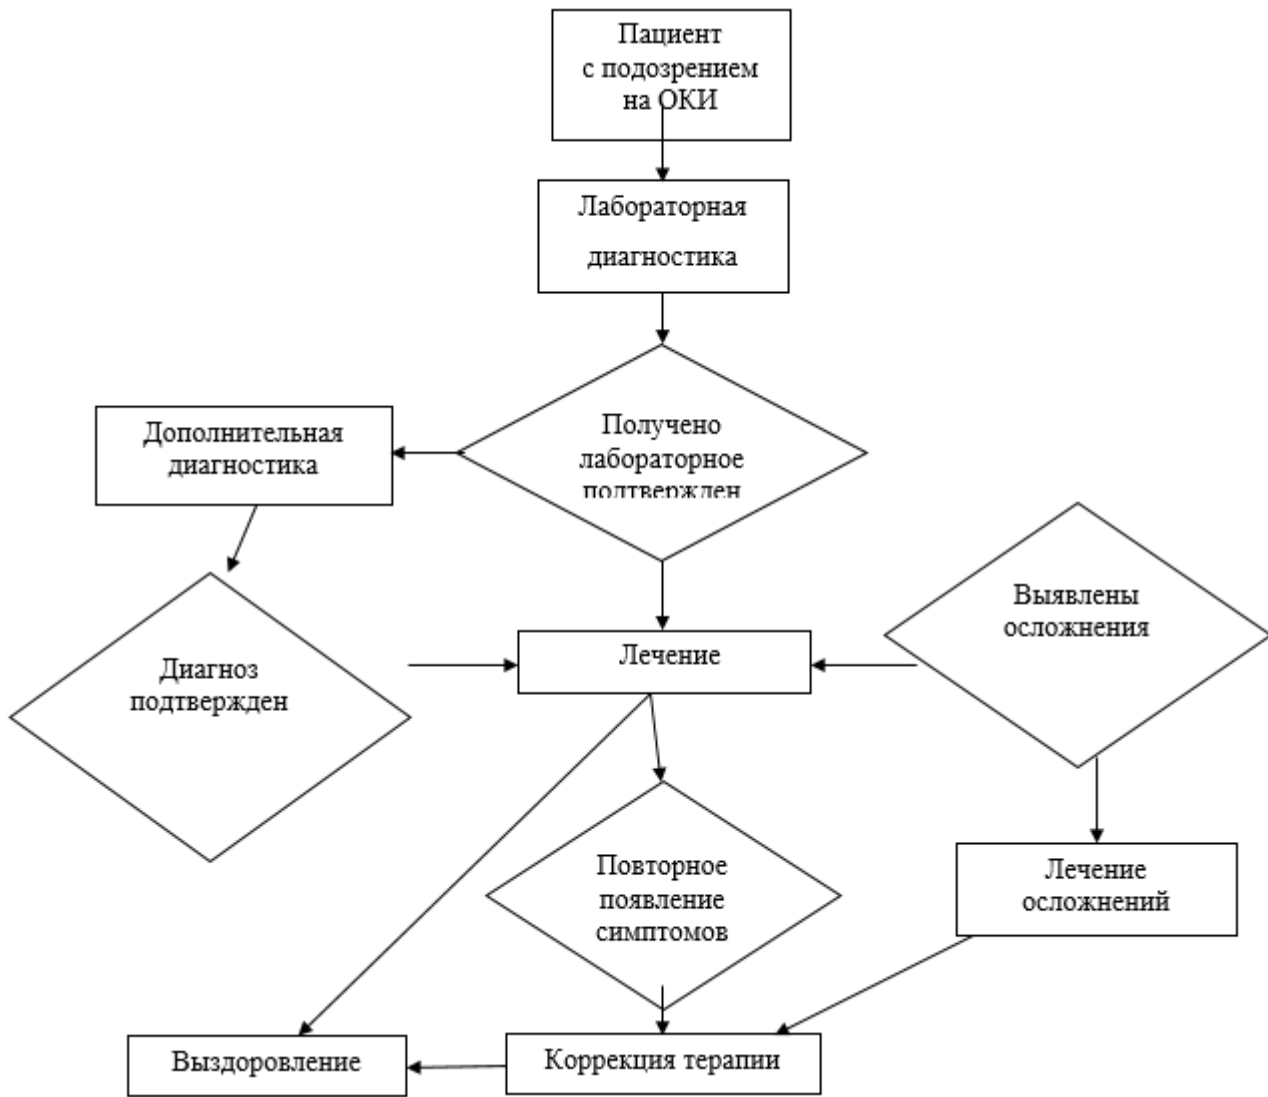 Пациент
с подозрением
на ОКИ
Лабораторная
диагностика
Получено
лабораторное
подтвержден
Дополнительная
диагностика
Выявлены
осложнения
Диагноз
подтвержден
Лечение
Повторное
появление
симптомов
Лечение
осложнений
Выздоровление
Коррекция терапии